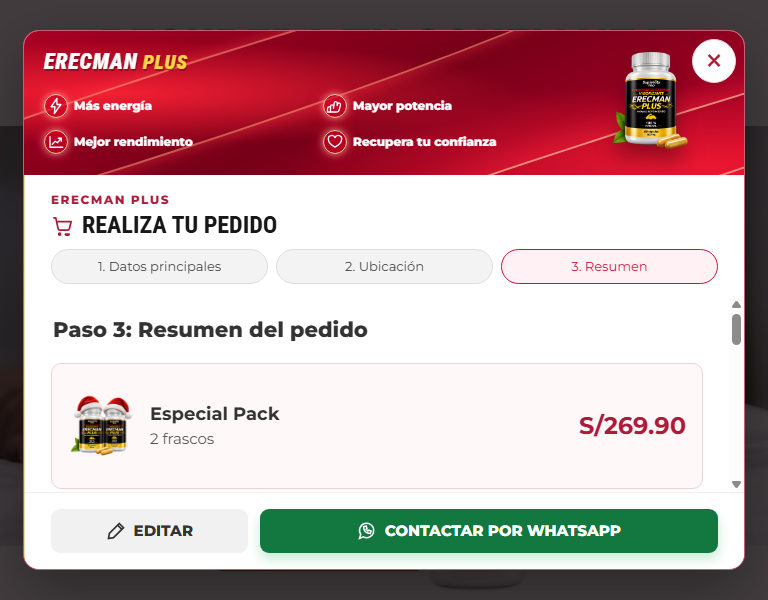 ERECMAN PLUS
Más energía
Mayor potencia
Mejor rendimiento
Recupera tu confianza
ERECMAN
PLUS
ERECMAN PLUS
REALIZA TU PEDIDO
1. Datos principales
2. Ubicación
3. Resumen
Paso 3: Resumen del pedido
Especial Pack
2 frascos
S/269.90
EDITAR
CONTACTAR POR WHATSAPP